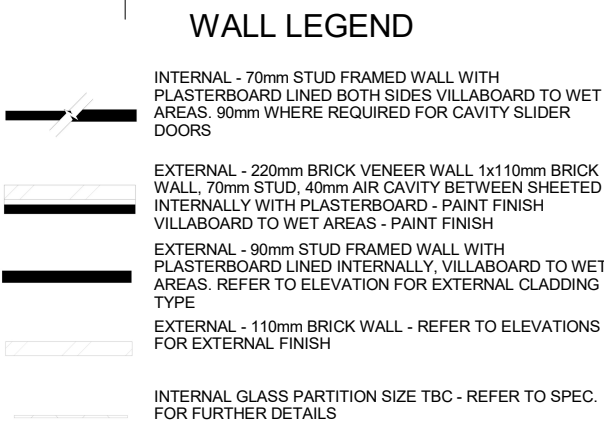 WALL LEGEND
INTERNAL - 70mm STUD FRAMED WALL WITH
PLASTERBOARD LINED BOTH SIDES VILLABOARD TO WET
AREAS. 90mm WHERE REQUIRED FOR CAVITY SLIDER
DOORS
EXTERNAL - 220mm BRICK VENEER WALL 1x110mm BRICK
WALL, 70mm STUD, 40mm AIR CAVITY BETWEEN SHEETED
INTERNALLY WITH PLASTERBOARD - PAINT FINISH
VILLABOARD TO WET AREAS - PAINT FINISH
EXTERNAL - 90mm STUD FRAMED WALL WITH
PLASTERBOARD LINED INTERNALLY, VILLABOARD TO WET
AREAS. REFER TO ELEVATION FOR EXTERNAL CLADDING
TYPE
EXTERNAL - 110mm BRICK WALL - REFER TO ELEVATIONS
FOR EXTERNAL FINISH
INTERNAL GLASS PARTITION SIZE TBC - REFER TO SPEC.
FOR FURTHER DETAILS